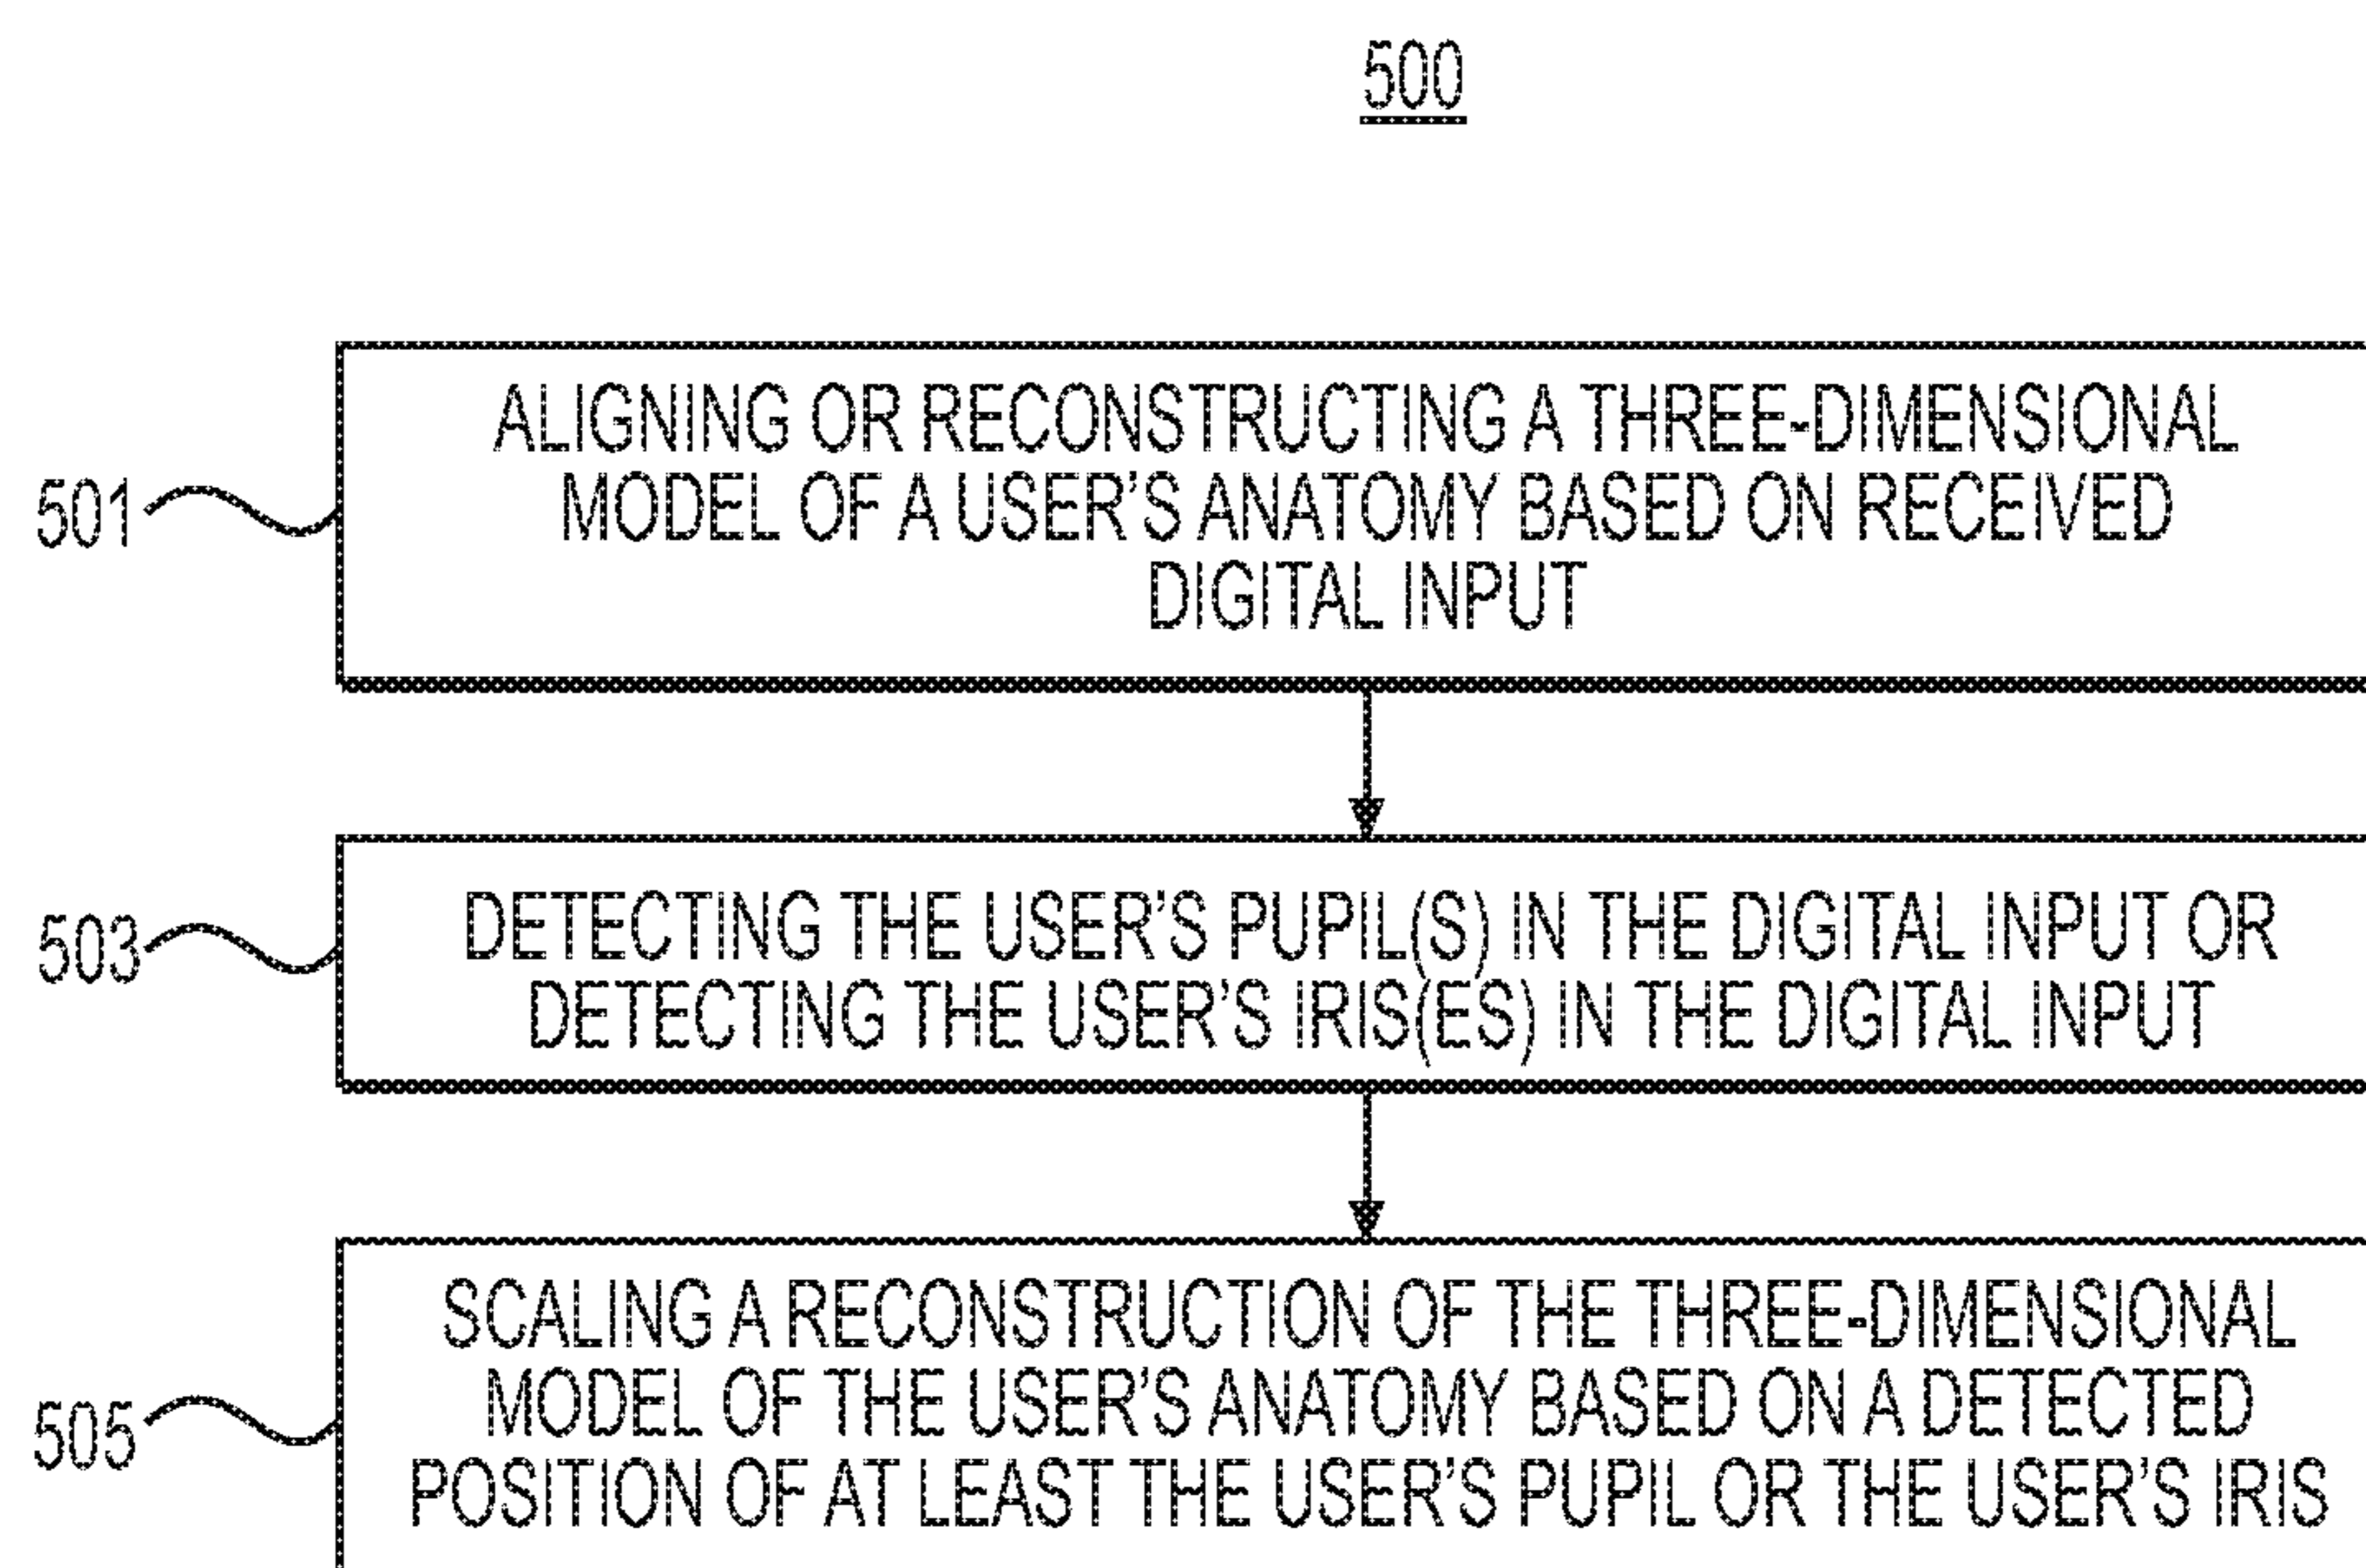 500
ALIGNING OR RECONSTRUCTING A THREE-DIMENSIONAL
MODEL OF A USER'S ANATOMY BASED ON RECEIVED
DIGITAL INPUT
501
DETECTING THE USER'S PUPIL(S) IN THE DIGITAL INPUT OR
DETECTING THE USER'S IRIS(ES) IN THE DIGITAL INPUT
503
SCALING A RECONSTRUCTION OF THE THREE-DIMENSIONAL
MODEL OF THE USER'S ANATOMY BASED ON A DETECTED
POSITION OF AT LEAST THE USER'S PUPIL OR THE USER'S IRIS
505